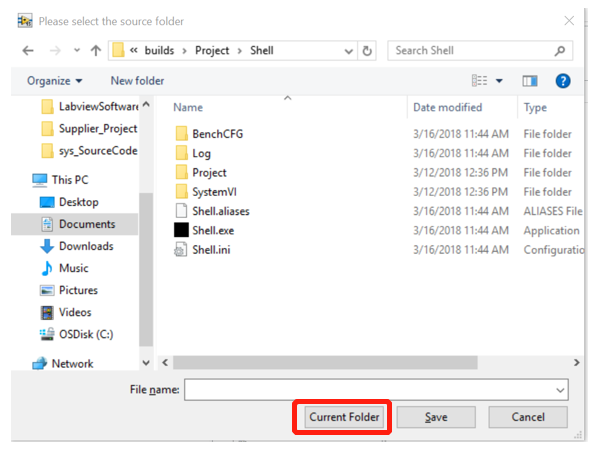 Please select the source folder
« builds › Project › Shell
Search Shell
Organize
New folder
?
LabviewSoftware
Supplier_Project
sys_SourceCode
This PC
Desktop
Documents
Downloads
Music
Pictures
Videos
OSDisk (C:)
Network
Name Date modified Type
BenchCFG 3/16/2018 11:44 AM File folder
Log 3/16/2018 11:44 AM File folder
Project 3/12/2018 12:36 PM File folder
SystemVI 3/12/2018 12:36 PM File folder
Shell.aliases 3/16/2018 11:44 AM ALIASES File
Shell.exe 3/16/2018 11:44 AM Application
Shell.ini 3/16/2018 11:44 AM Configuratio
File name:
Current Folder Save Cancel